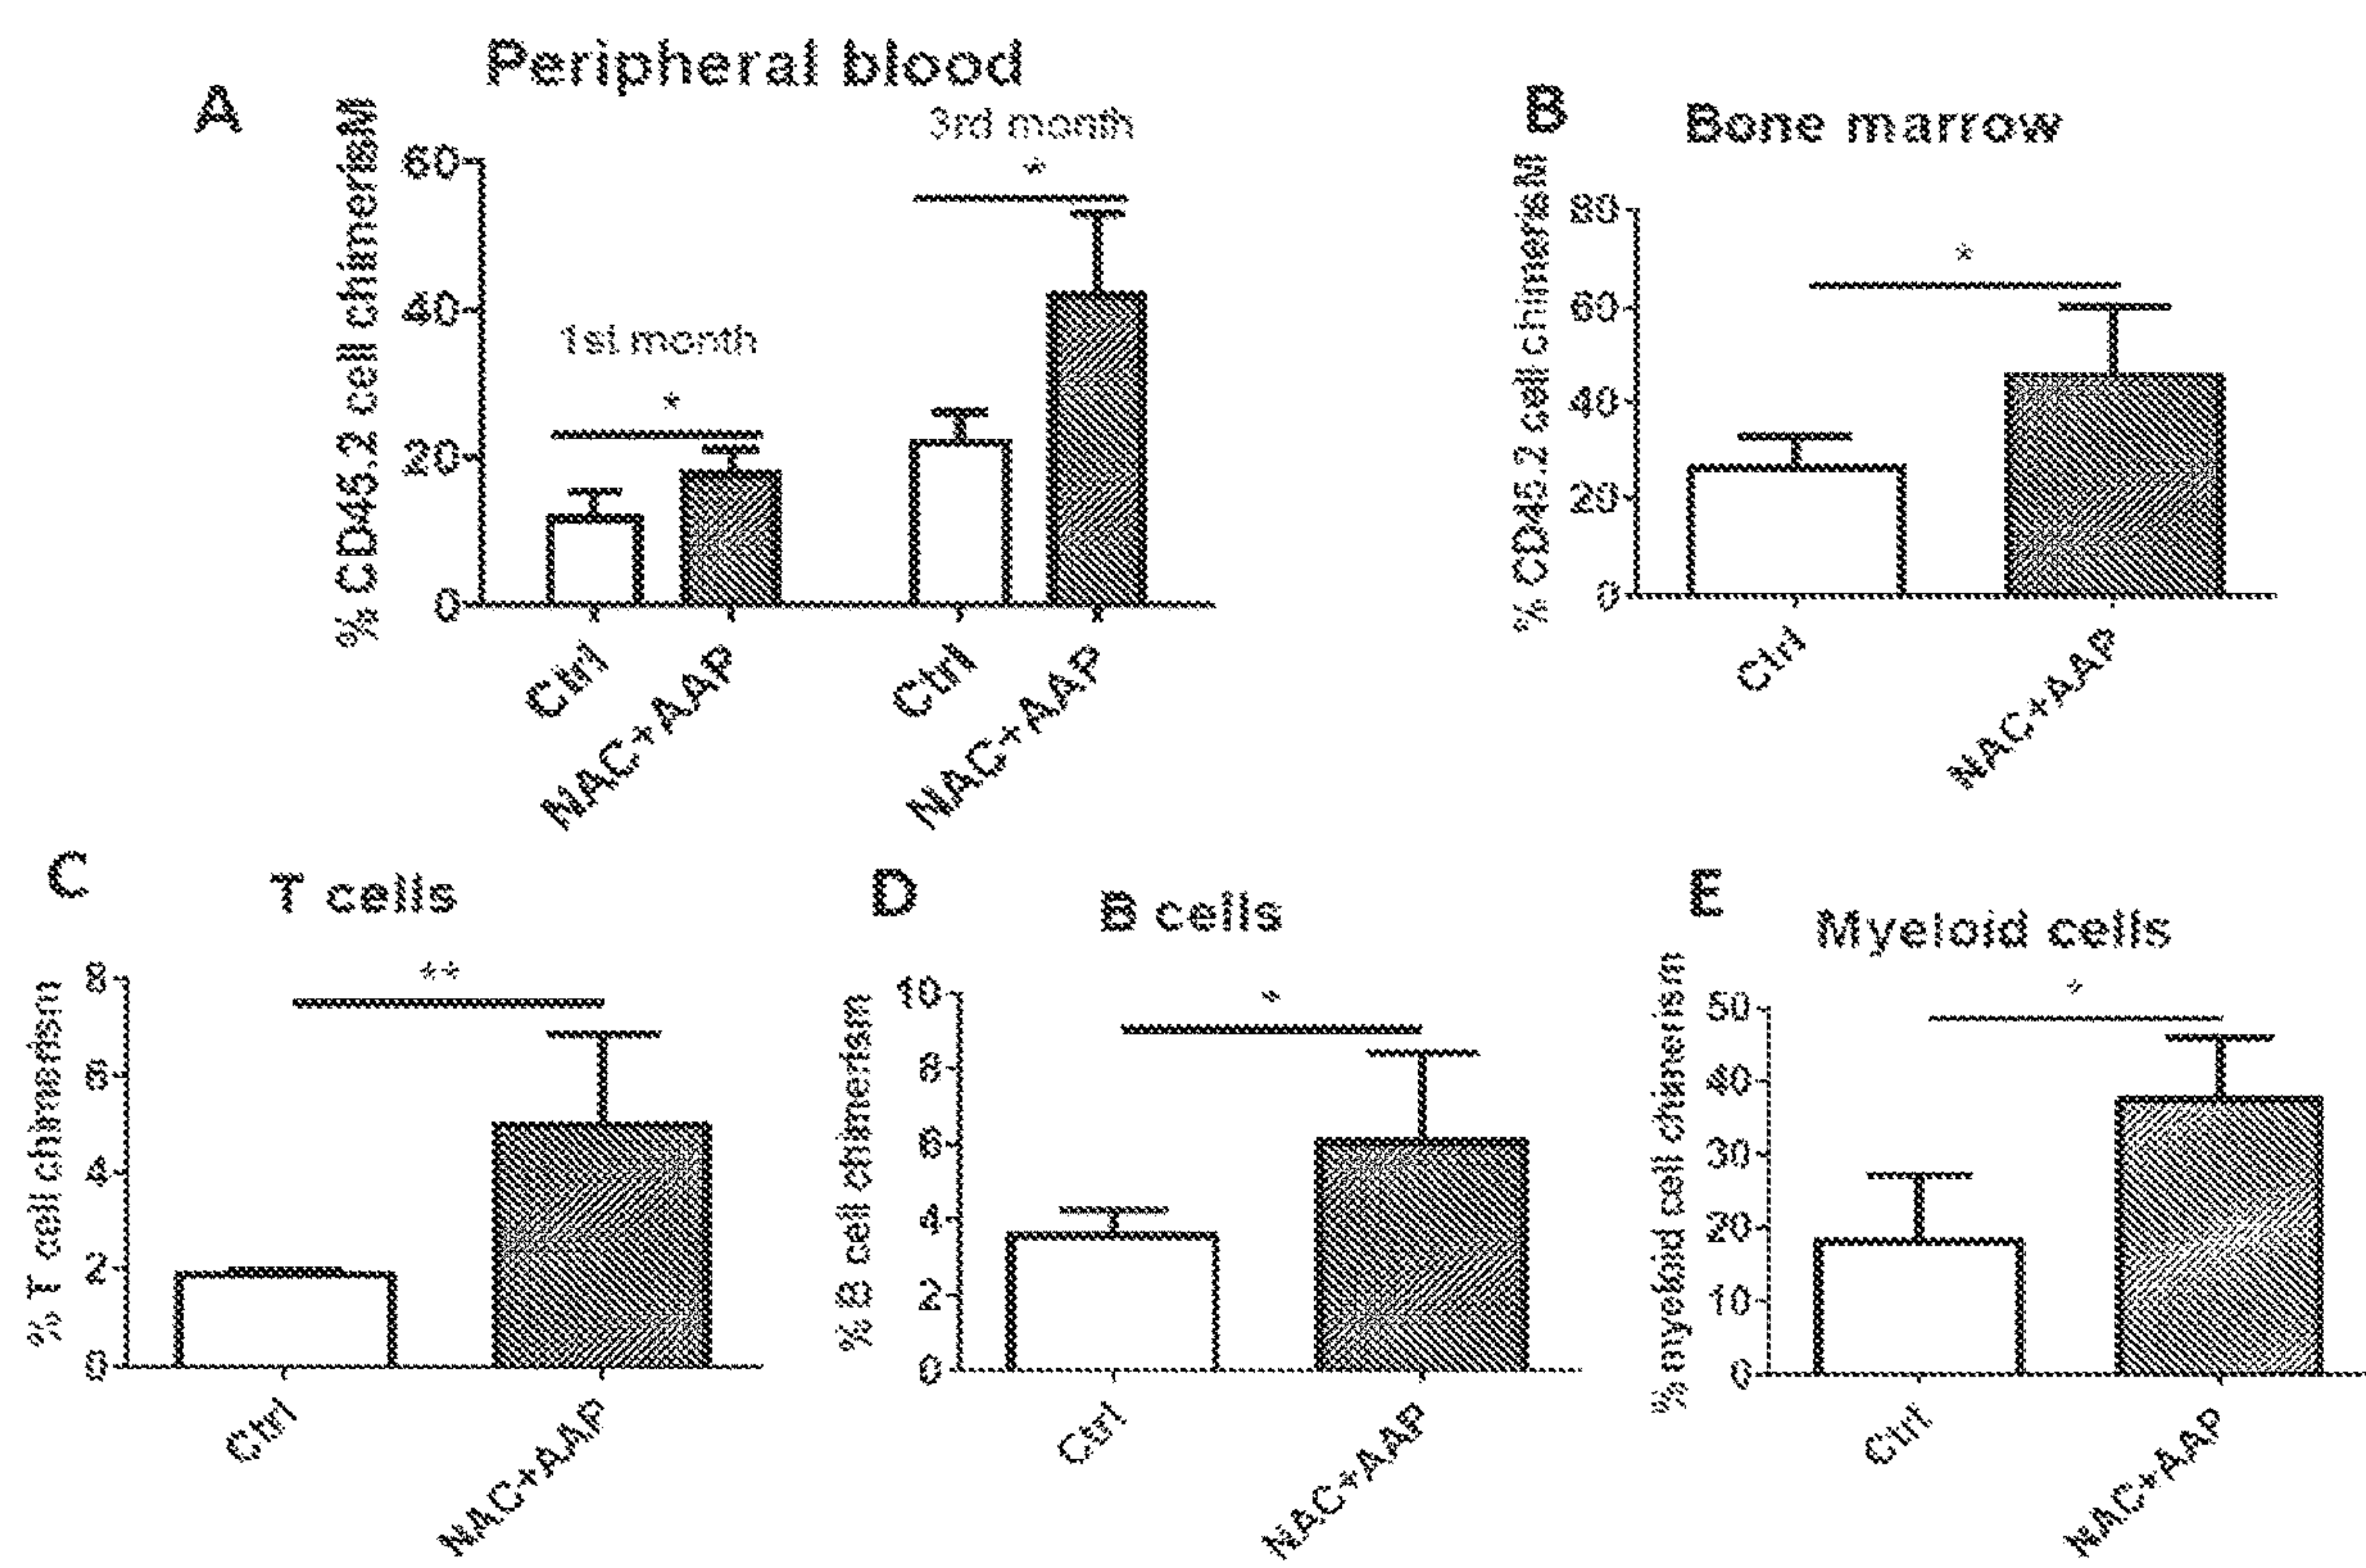 A
Peripheral blood
% CD45.2 cell chimerisM
60
40
20
0
1st month
*
3rd month
*
Ctrl
NAC+AAP
Ctrl
NAC+AAP
B
Bone marrow
% CD45.2 cell chimerisM
80
60
40
20
0
*
Ctrl
NAC+AAP
C
T cells
% T cell chimerism
8
6
4
2
0
**
Ctrl
NAC+AAP
D
B cells
% B cell chimerism
10
8
6
4
2
0
*
Ctrl
NAC+AAP
E
Myeloid cells
% myeloid cell chimerism
50
40
30
20
10
0
*
Ctrl
NAC+AAP